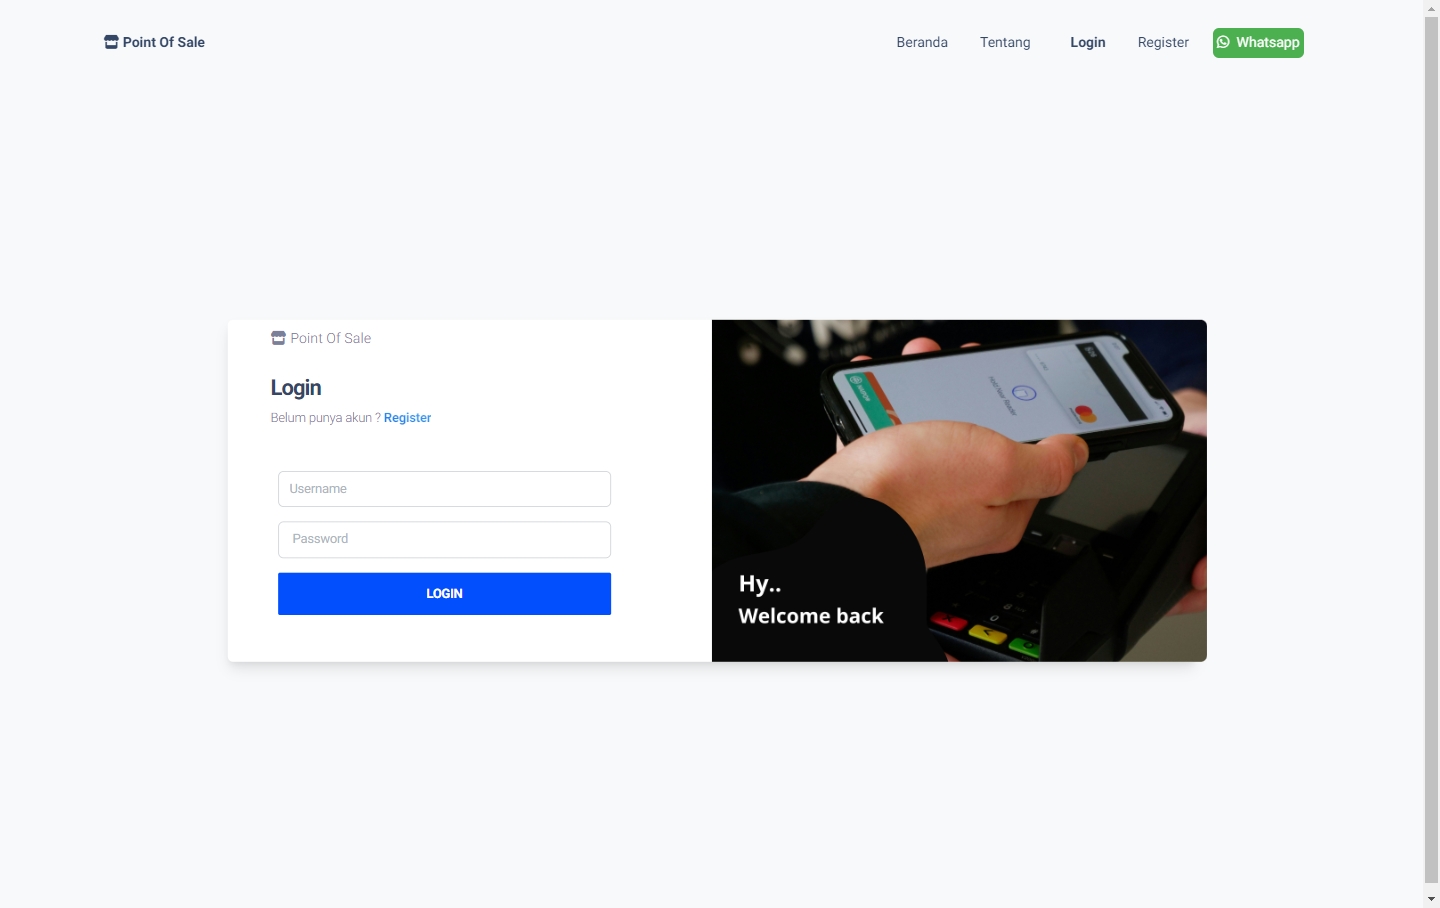 Point Of Sale
Beranda
Tentang
Login
Register
Whatsapp
Point Of Sale
Login
Belum punya akun ? Register
Username
Password
LOGIN
Hy..
Welcome back